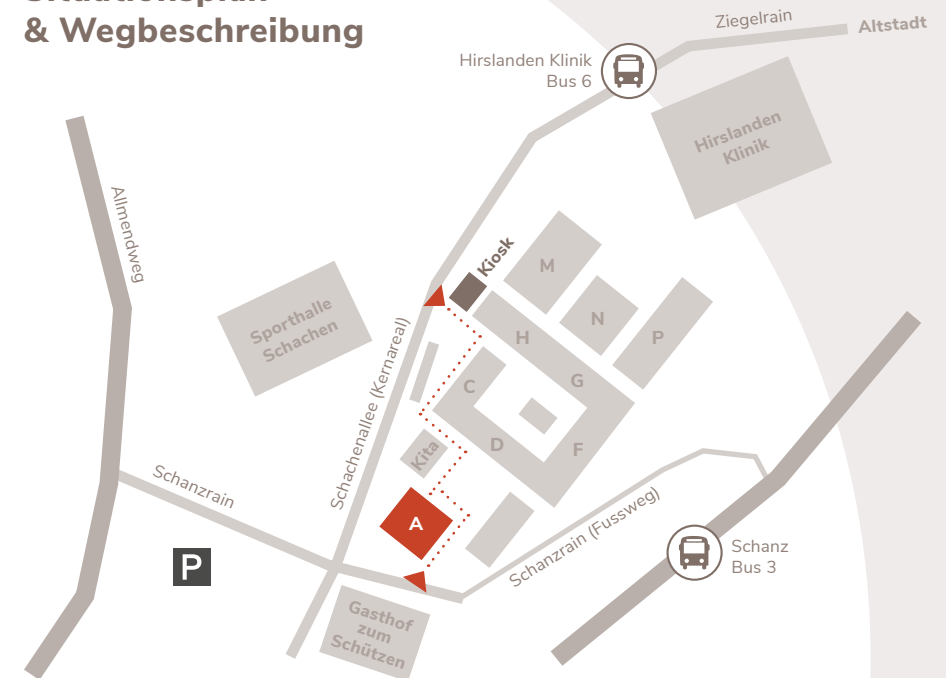 Situationsplan
& Wegbeschreibung
Ziegelrain
Altstadt
Hirslanden Klinik
Bus 6
Hirslanden
Klinik
Allmendweg
Kiosk
M
N
P
H
G
C
D
F
Sporthalle
Schachen
Schachenallee (Kernareal)
Kita
Schanzrain
A
Schanzrain (Fussweg)
P
Schanz
Bus 3
Gasthof
zum
Schützen